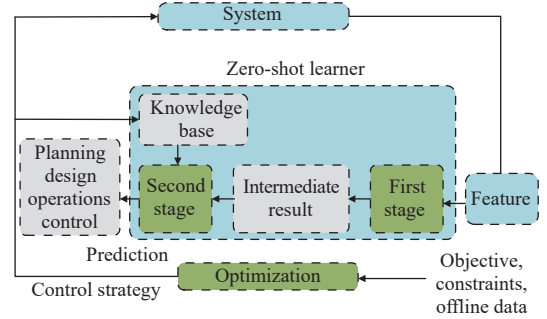 System
Zero-shot learner
Knowledge
base
Planning
design
operations
control
Second
stage
Intermediate
result
First
stage
Feature
Prediction
Control strategy
Optimization
Objective,
constraints,
offline data